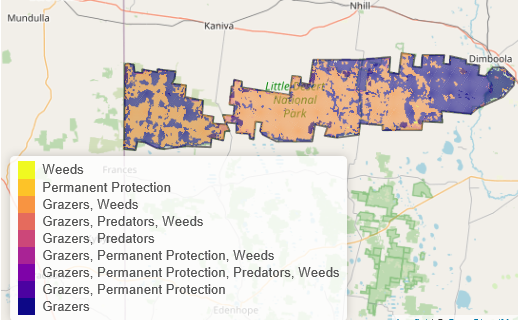 Nhill
Mundulla
Kaniva
Dimboola
Little Desert
National
Park
Frances
Weeds
Permanent Protection
Grazers, Weeds
Grazers, Predators, Weeds
Grazers, Predators
Grazers, Permanent Protection, Weeds
Grazers, Permanent Protection, Predators, Weeds
Grazers, Permanent Protection
Grazers
Edenhope